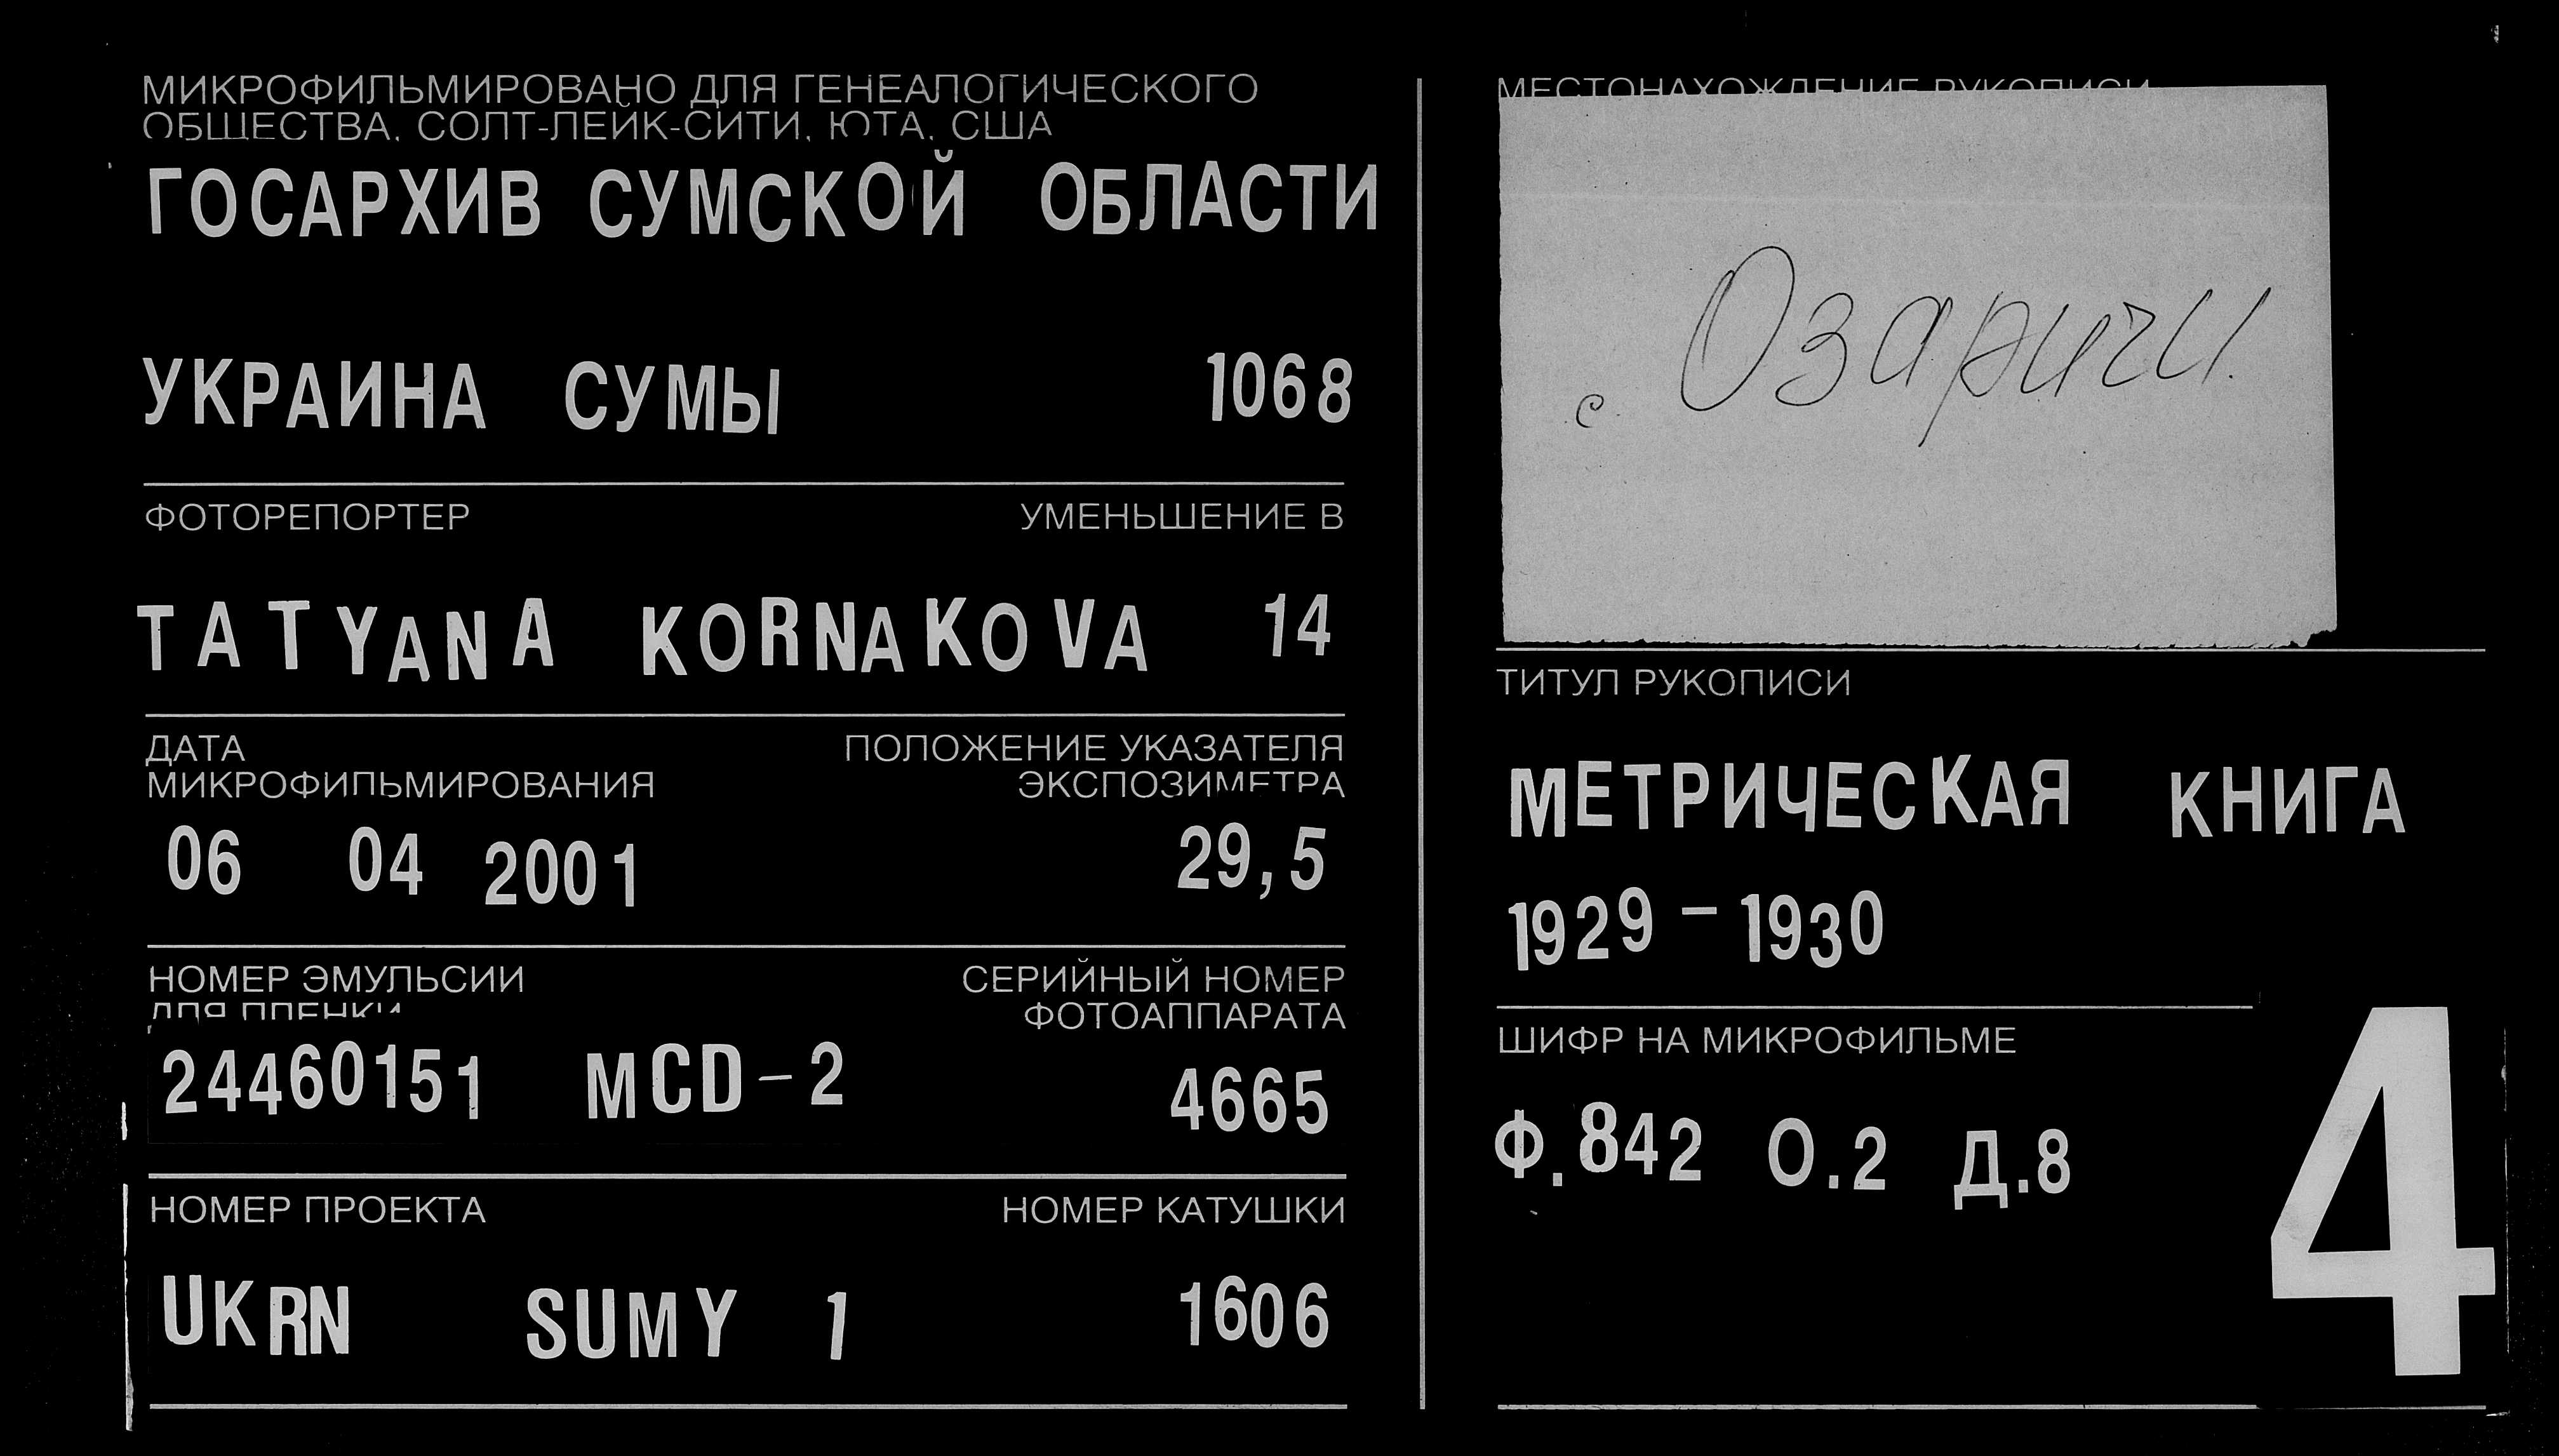 МИКРОФИЛЬМИРОВАНО ДЛЯ ГЕНЕАЛОГИЧЕСКОГО
ОБЩЕСТВА, СОЛТ-ЛЕЙК-СИТИ, ЮТА, США
ГОСАРХИВ СУМСКОЙ ОБЛАСТИ
УКРАИНА СУМЫ 1068
ФОТОРЕПОРТЕР УМЕНЬШЕНИЕ В
TATYANA KORNAKOVA 14
ДАТА ПОЛОЖЕНИЕ УКАЗАТЕЛЯ
МИКРОФИЛЬМИРОВАНИЯ ЭКСПОЗИМЕТРА
06 04 2001 29,5
НОМЕР ЭМУЛЬСИИ СЕРИЙНЫЙ НОМЕР
ДЛЯ ПЛЕНКИ ФОТОАППАРАТА
24460151 MCD-2 4665
НОМЕР ПРОЕКТА НОМЕР КАТУШКИ
UKRN SUMY 1 1606
МЕСТОНАХОЖДЕНИЕ РУКОПИСИ
с. Озаричи.
ТИТУЛ РУКОПИСИ
МЕТРИЧЕСКАЯ КНИГА
1929-1930
ШИФР НА МИКРОФИЛЬМЕ
Ф.842 О.2 Д.8
4